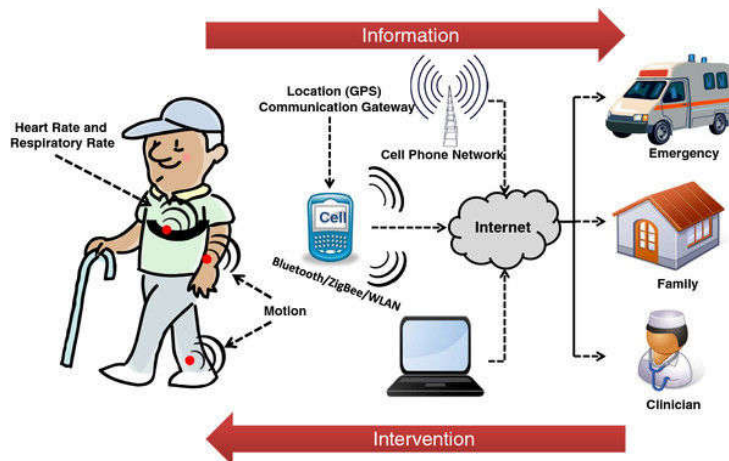 Information
Location (GPS)
Communication Gateway
Heart Rate and
Respiratory Rate
Cell Phone Network
Emergency
Cell
Internet
Bluetooth/ZigBee/WLAN
Family
Motion
Clinician
Intervention